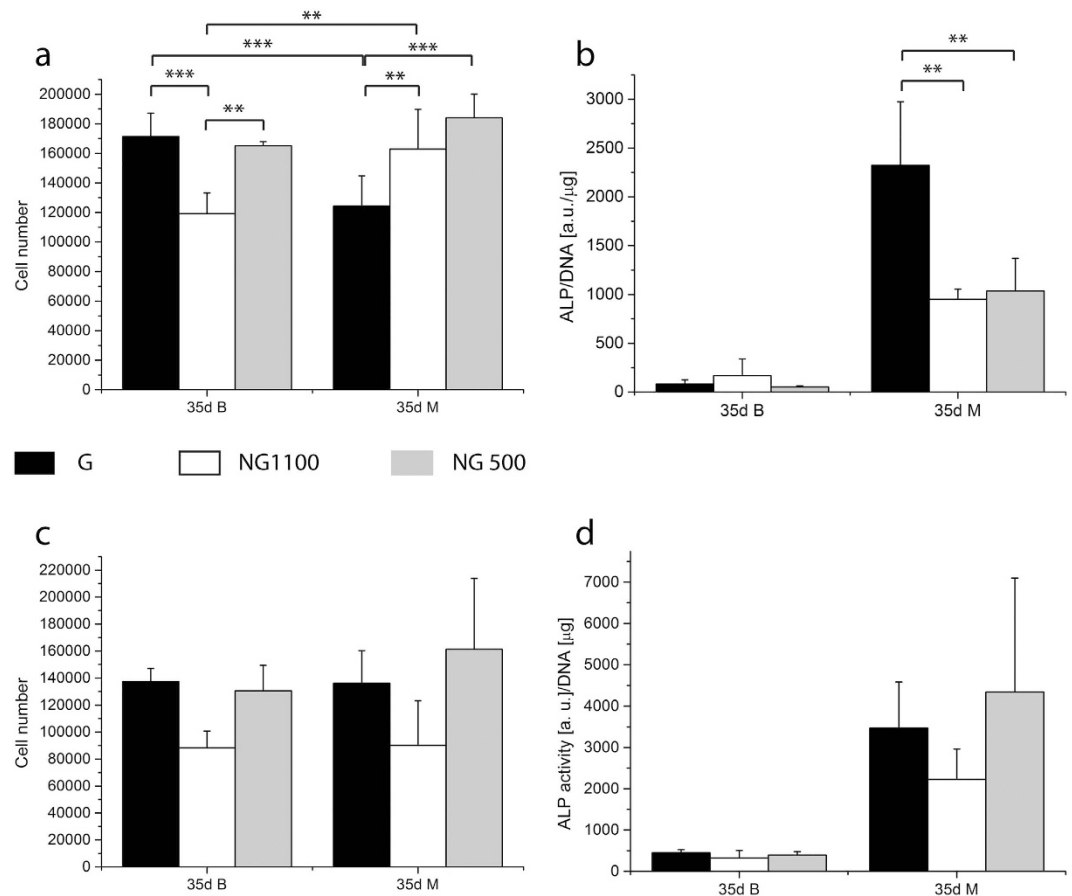 a
**
***
***
***
**
**
Cell number
200000
180000
160000
140000
120000
100000
80000
60000
40000
20000
0
35d B
35d M
b
**
**
ALP/DNA [a.u./µg]
3000
2500
2000
1500
1000
500
0
35d B
35d M
G
NG1100
NG 500
c
Cell number
220000
200000
180000
160000
140000
120000
100000
80000
60000
40000
20000
0
35d B
35d M
d
ALP activity [a. u.]/DNA [µg]
7000
6000
5000
4000
3000
2000
1000
0
35d B
35d M